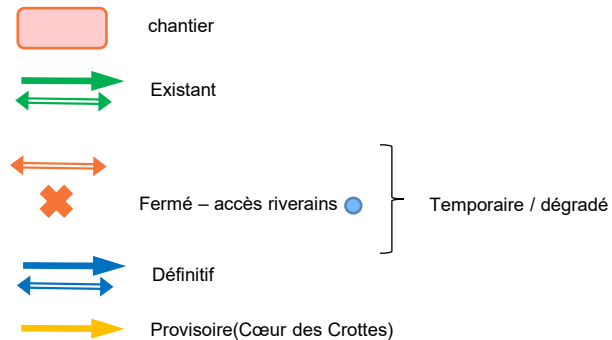 chantier
Existant
Fermé – accès riverains
Temporaire / dégradé
Définitif
Provisoire(Cœur des Crottes)